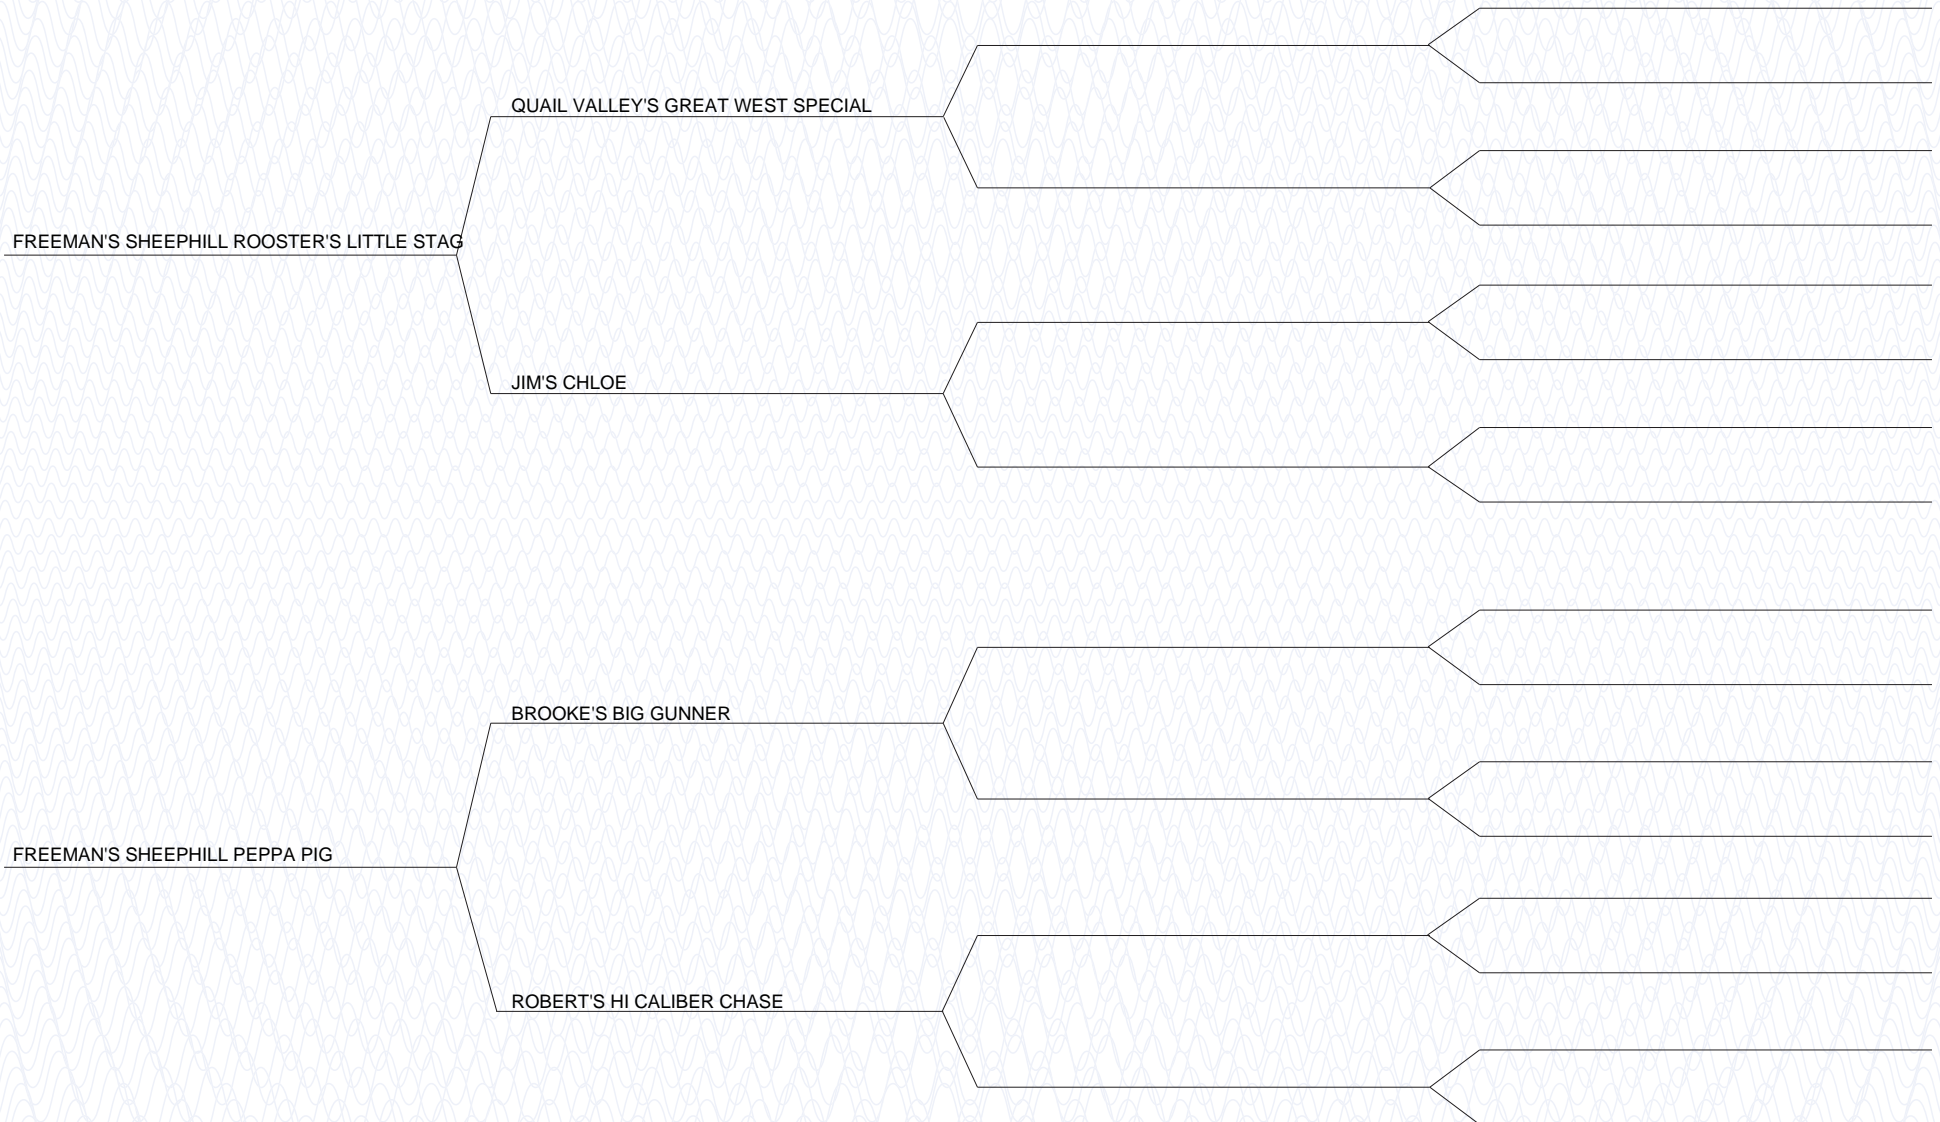 QUAIL VALLEY'S GREAT WEST SPECIAL
FREEMAN'S SHEEPHILL ROOSTER'S LITTLE STAG
JIM'S CHLOE
BROOKE'S BIG GUNNER
FREEMAN'S SHEEPHILL PEPPA PIG
ROBERT'S HI CALIBER CHASE